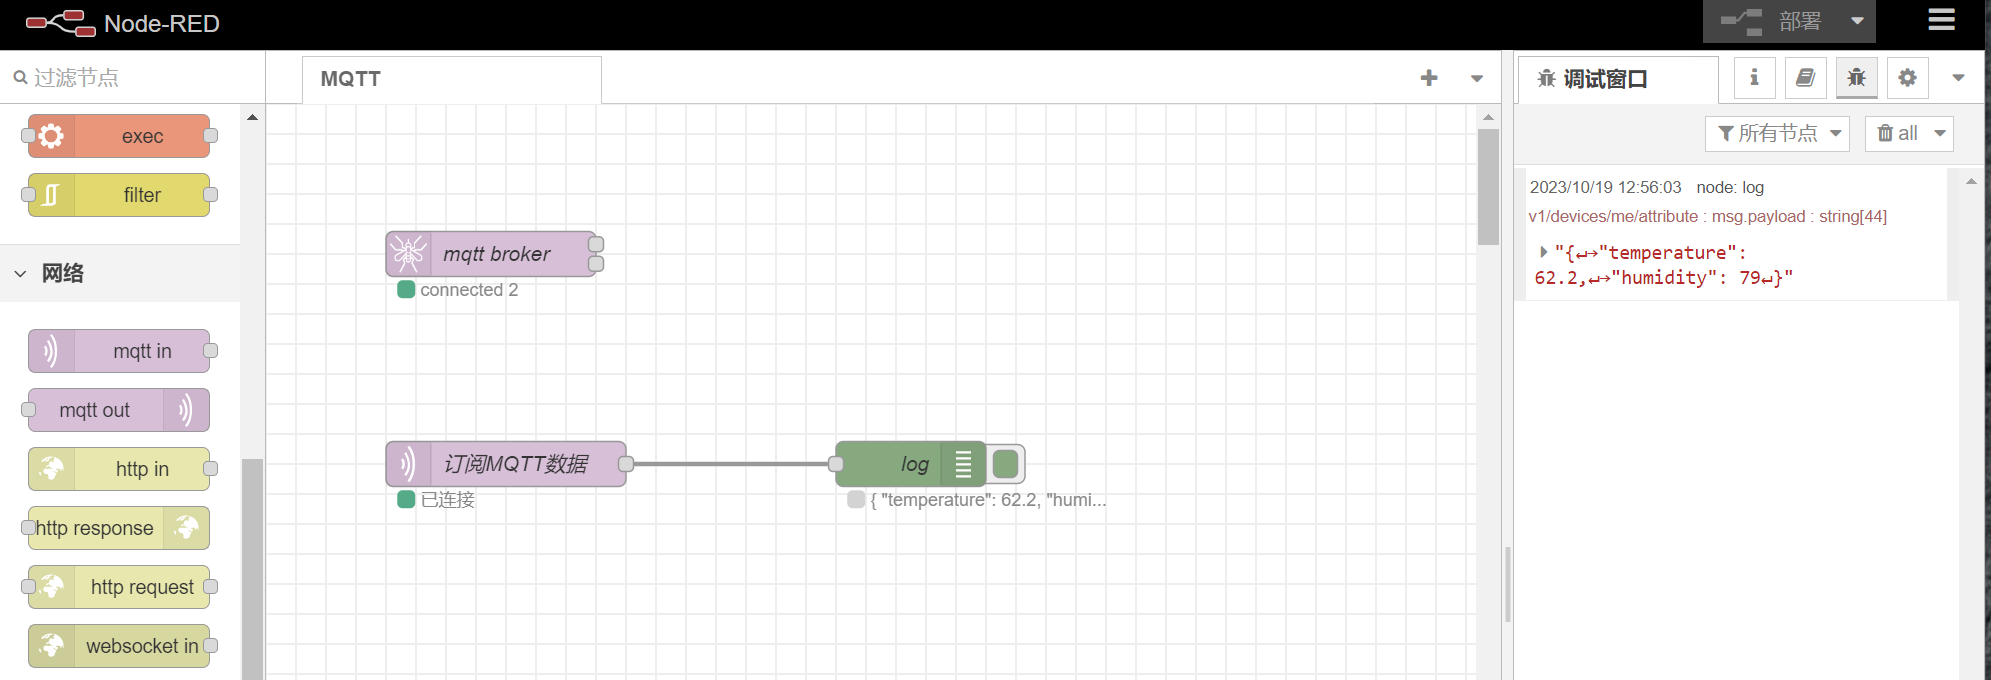 Node-RED
部署
过滤节点
MQTT
调试窗口
所有节点
all
exec
filter
网络
mqtt in
mqtt out
http in
http response
http request
websocket in
mqtt broker
connected 2
订阅MQTT数据
已连接
log
{ "temperature": 62.2, "humi...
2023/10/19 12:56:03 node: log
v1/devices/me/attribute : msg.payload : string[44]
"{↵→"temperature":
62.2,↵→"humidity": 79↵}"